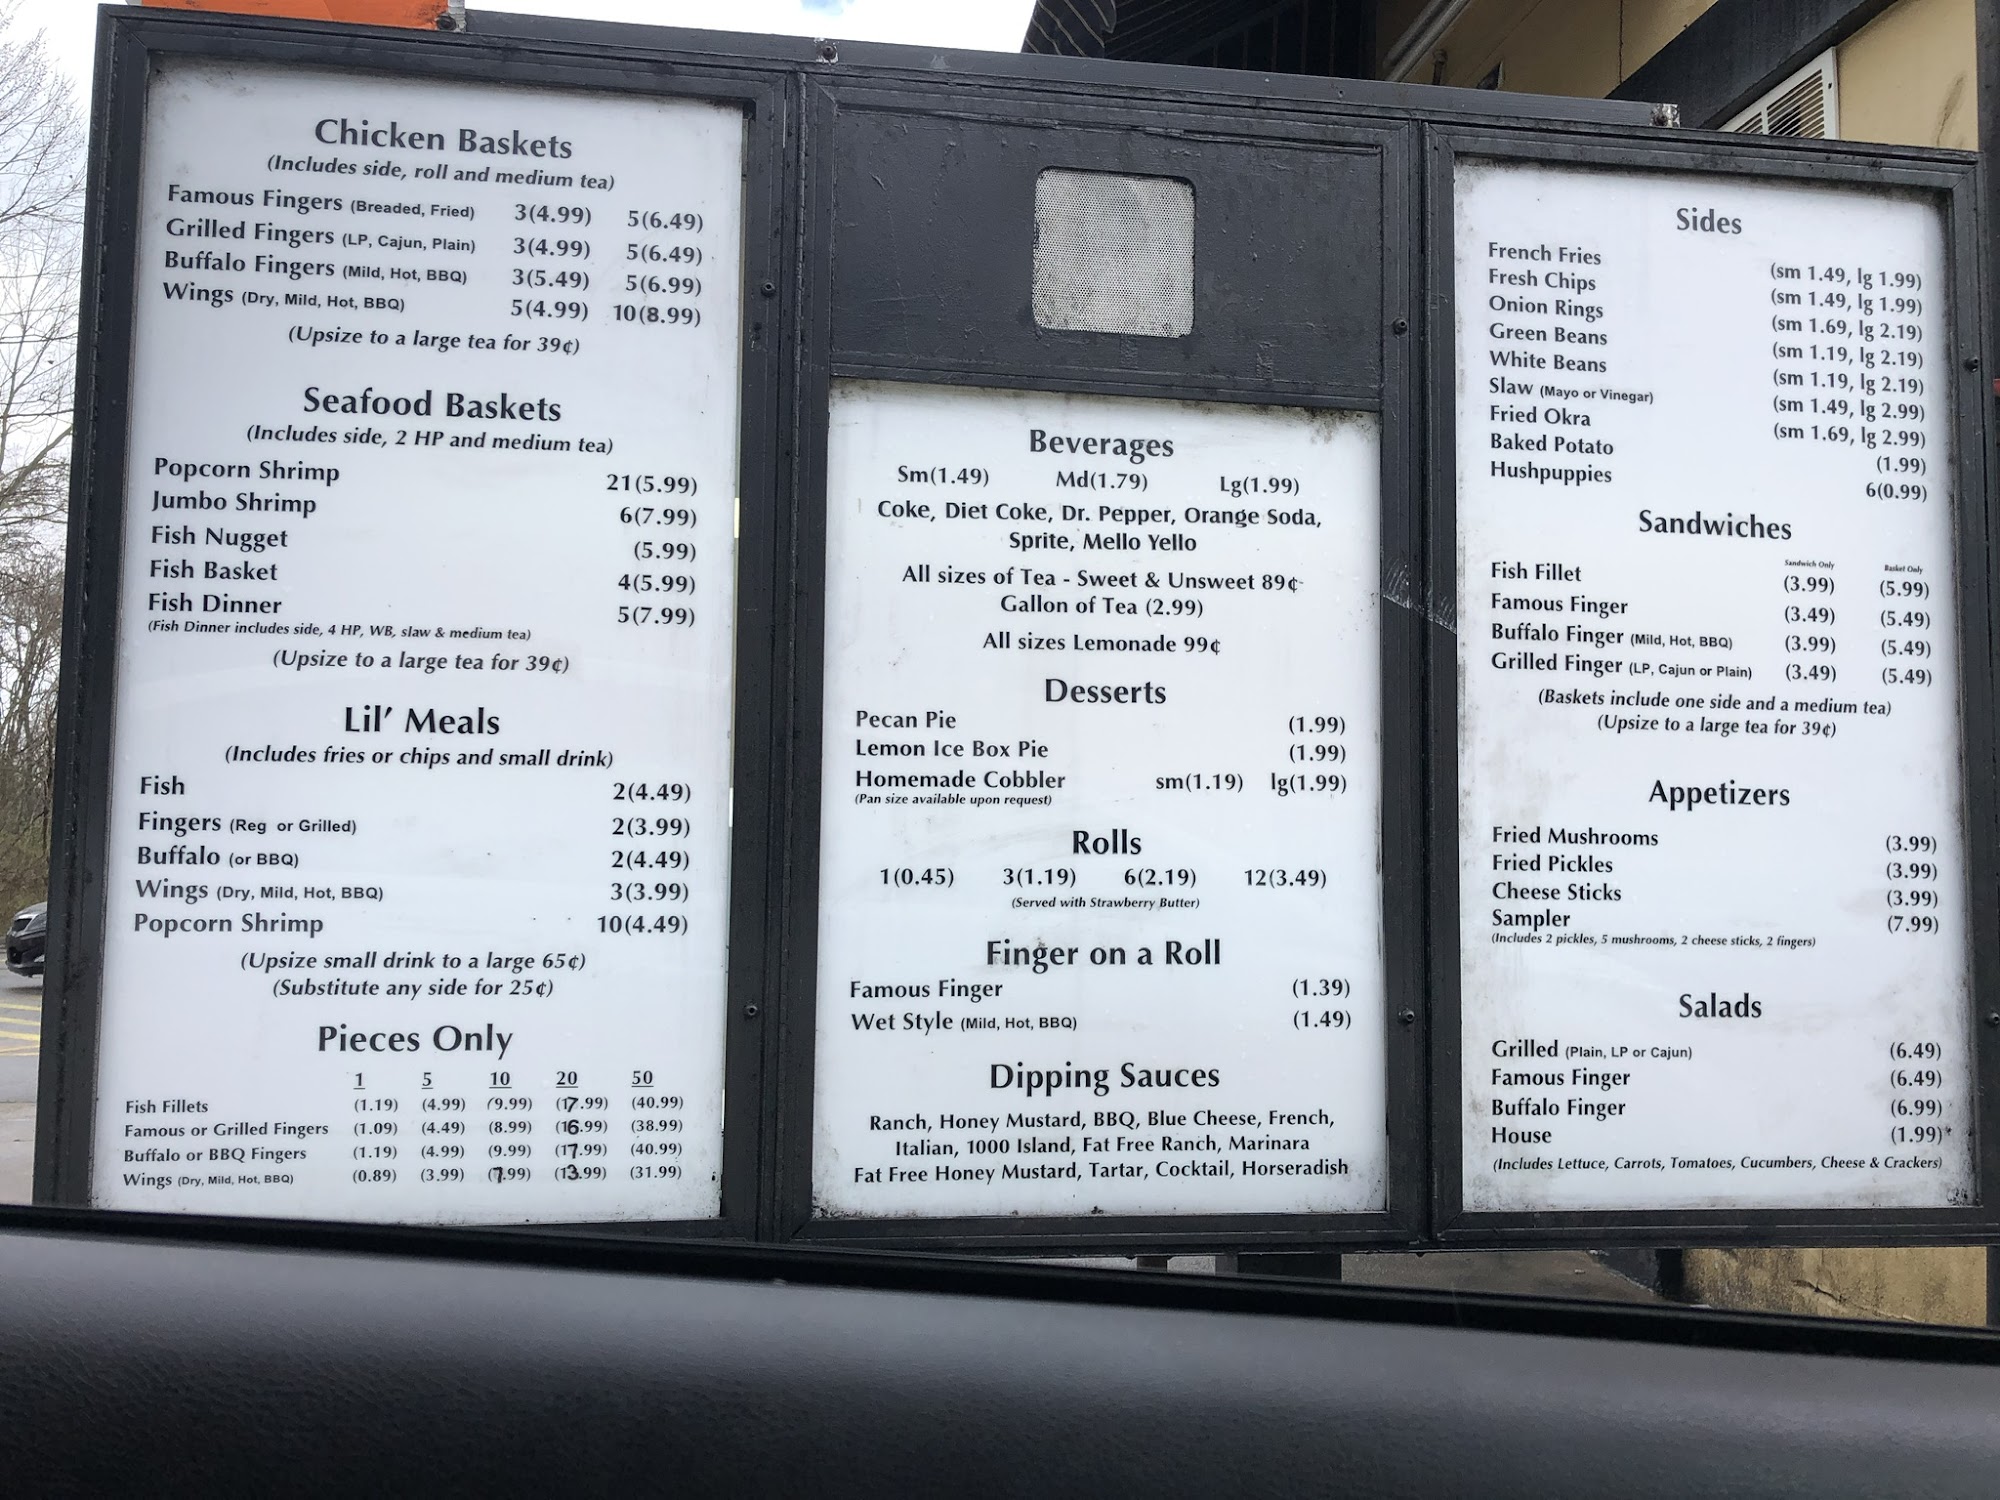 Chicken Baskets
(Includes side, roll and medium tea)
Famous Fingers (Breaded, Fried) 3(4.99) 5(6.49)
Grilled Fingers (LP, Cajun, Plain) 3(4.99) 5(6.49)
Buffalo Fingers (Mild, Hot, BBQ) 3(5.49) 5(6.99)
Wings (Dry, Mild, Hot, BBQ) 5(4.99) 10(8.99)
(Upsize to a large tea for 39¢)
Seafood Baskets
(Includes side, 2 HP and medium tea)
Popcorn Shrimp 21(5.99)
Jumbo Shrimp 6(7.99)
Fish Nugget (5.99)
Fish Basket 4(5.99)
Fish Dinner 5(7.99)
(Fish Dinner includes side, 4 HP, WB, slaw & medium tea)
(Upsize to a large tea for 39¢)
Lil' Meals
(Includes fries or chips and small drink)
Fish 2(4.49)
Fingers (Reg or Grilled) 2(3.99)
Buffalo (or BBQ) 2(4.49)
Wings (Dry, Mild, Hot, BBQ) 3(3.99)
Popcorn Shrimp 10(4.49)
(Upsize small drink to a large 65¢)
(Substitute any side for 25¢)
Pieces Only
1 5 10 20 50
Fish Fillets (1.19) (4.99) (9.99) (17.99) (40.99)
Famous or Grilled Fingers (1.09) (4.49) (8.99) (16.99) (38.99)
Buffalo or BBQ Fingers (1.19) (4.99) (9.99) (17.99) (40.99)
Wings (Dry, Mild, Hot, BBQ) (0.89) (3.99) (7.99) (13.99) (31.99)
Beverages
Sm(1.49) Md(1.79) Lg(1.99)
Coke, Diet Coke, Dr. Pepper, Orange Soda,
Sprite, Mello Yello
All sizes of Tea - Sweet & Unsweet 89¢
Gallon of Tea (2.99)
All sizes Lemonade 99¢
Desserts
Pecan Pie (1.99)
Lemon Ice Box Pie (1.99)
Homemade Cobbler sm(1.19) lg(1.99)
(Pan size available upon request)
Rolls
1(0.45) 3(1.19) 6(2.19) 12(3.49)
(Served with Strawberry Butter)
Finger on a Roll
Famous Finger (1.39)
Wet Style (Mild, Hot, BBQ) (1.49)
Dipping Sauces
Ranch, Honey Mustard, BBQ, Blue Cheese, French,
Italian, 1000 Island, Fat Free Ranch, Marinara
Fat Free Honey Mustard, Tartar, Cocktail, Horseradish
Sides
French Fries (sm 1.49, lg 1.99)
Fresh Chips (sm 1.49, lg 1.99)
Onion Rings (sm 1.69, lg 2.19)
Green Beans (sm 1.19, lg 2.19)
White Beans (sm 1.19, lg 2.19)
Slaw (Mayo or Vinegar) (sm 1.49, lg 2.99)
Fried Okra (sm 1.69, lg 2.99)
Baked Potato (1.99)
Hushpuppies 6(0.99)
Sandwiches
Sandwich Only Basket Only
Fish Fillet (3.99) (5.99)
Famous Finger (3.49) (5.49)
Buffalo Finger (Mild, Hot, BBQ) (3.99) (5.49)
Grilled Finger (LP, Cajun or Plain) (3.49) (5.49)
(Baskets include one side and a medium tea)
(Upsize to a large tea for 39¢)
Appetizers
Fried Mushrooms (3.99)
Fried Pickles (3.99)
Cheese Sticks (3.99)
Sampler (7.99)
(Includes 2 pickles, 5 mushrooms, 2 cheese sticks, 2 fingers)
Salads
Grilled (Plain, LP or Cajun) (6.49)
Famous Finger (6.49)
Buffalo Finger (6.99)
House (1.99)
(Includes Lettuce, Carrots, Tomatoes, Cucumbers, Cheese & Crackers)